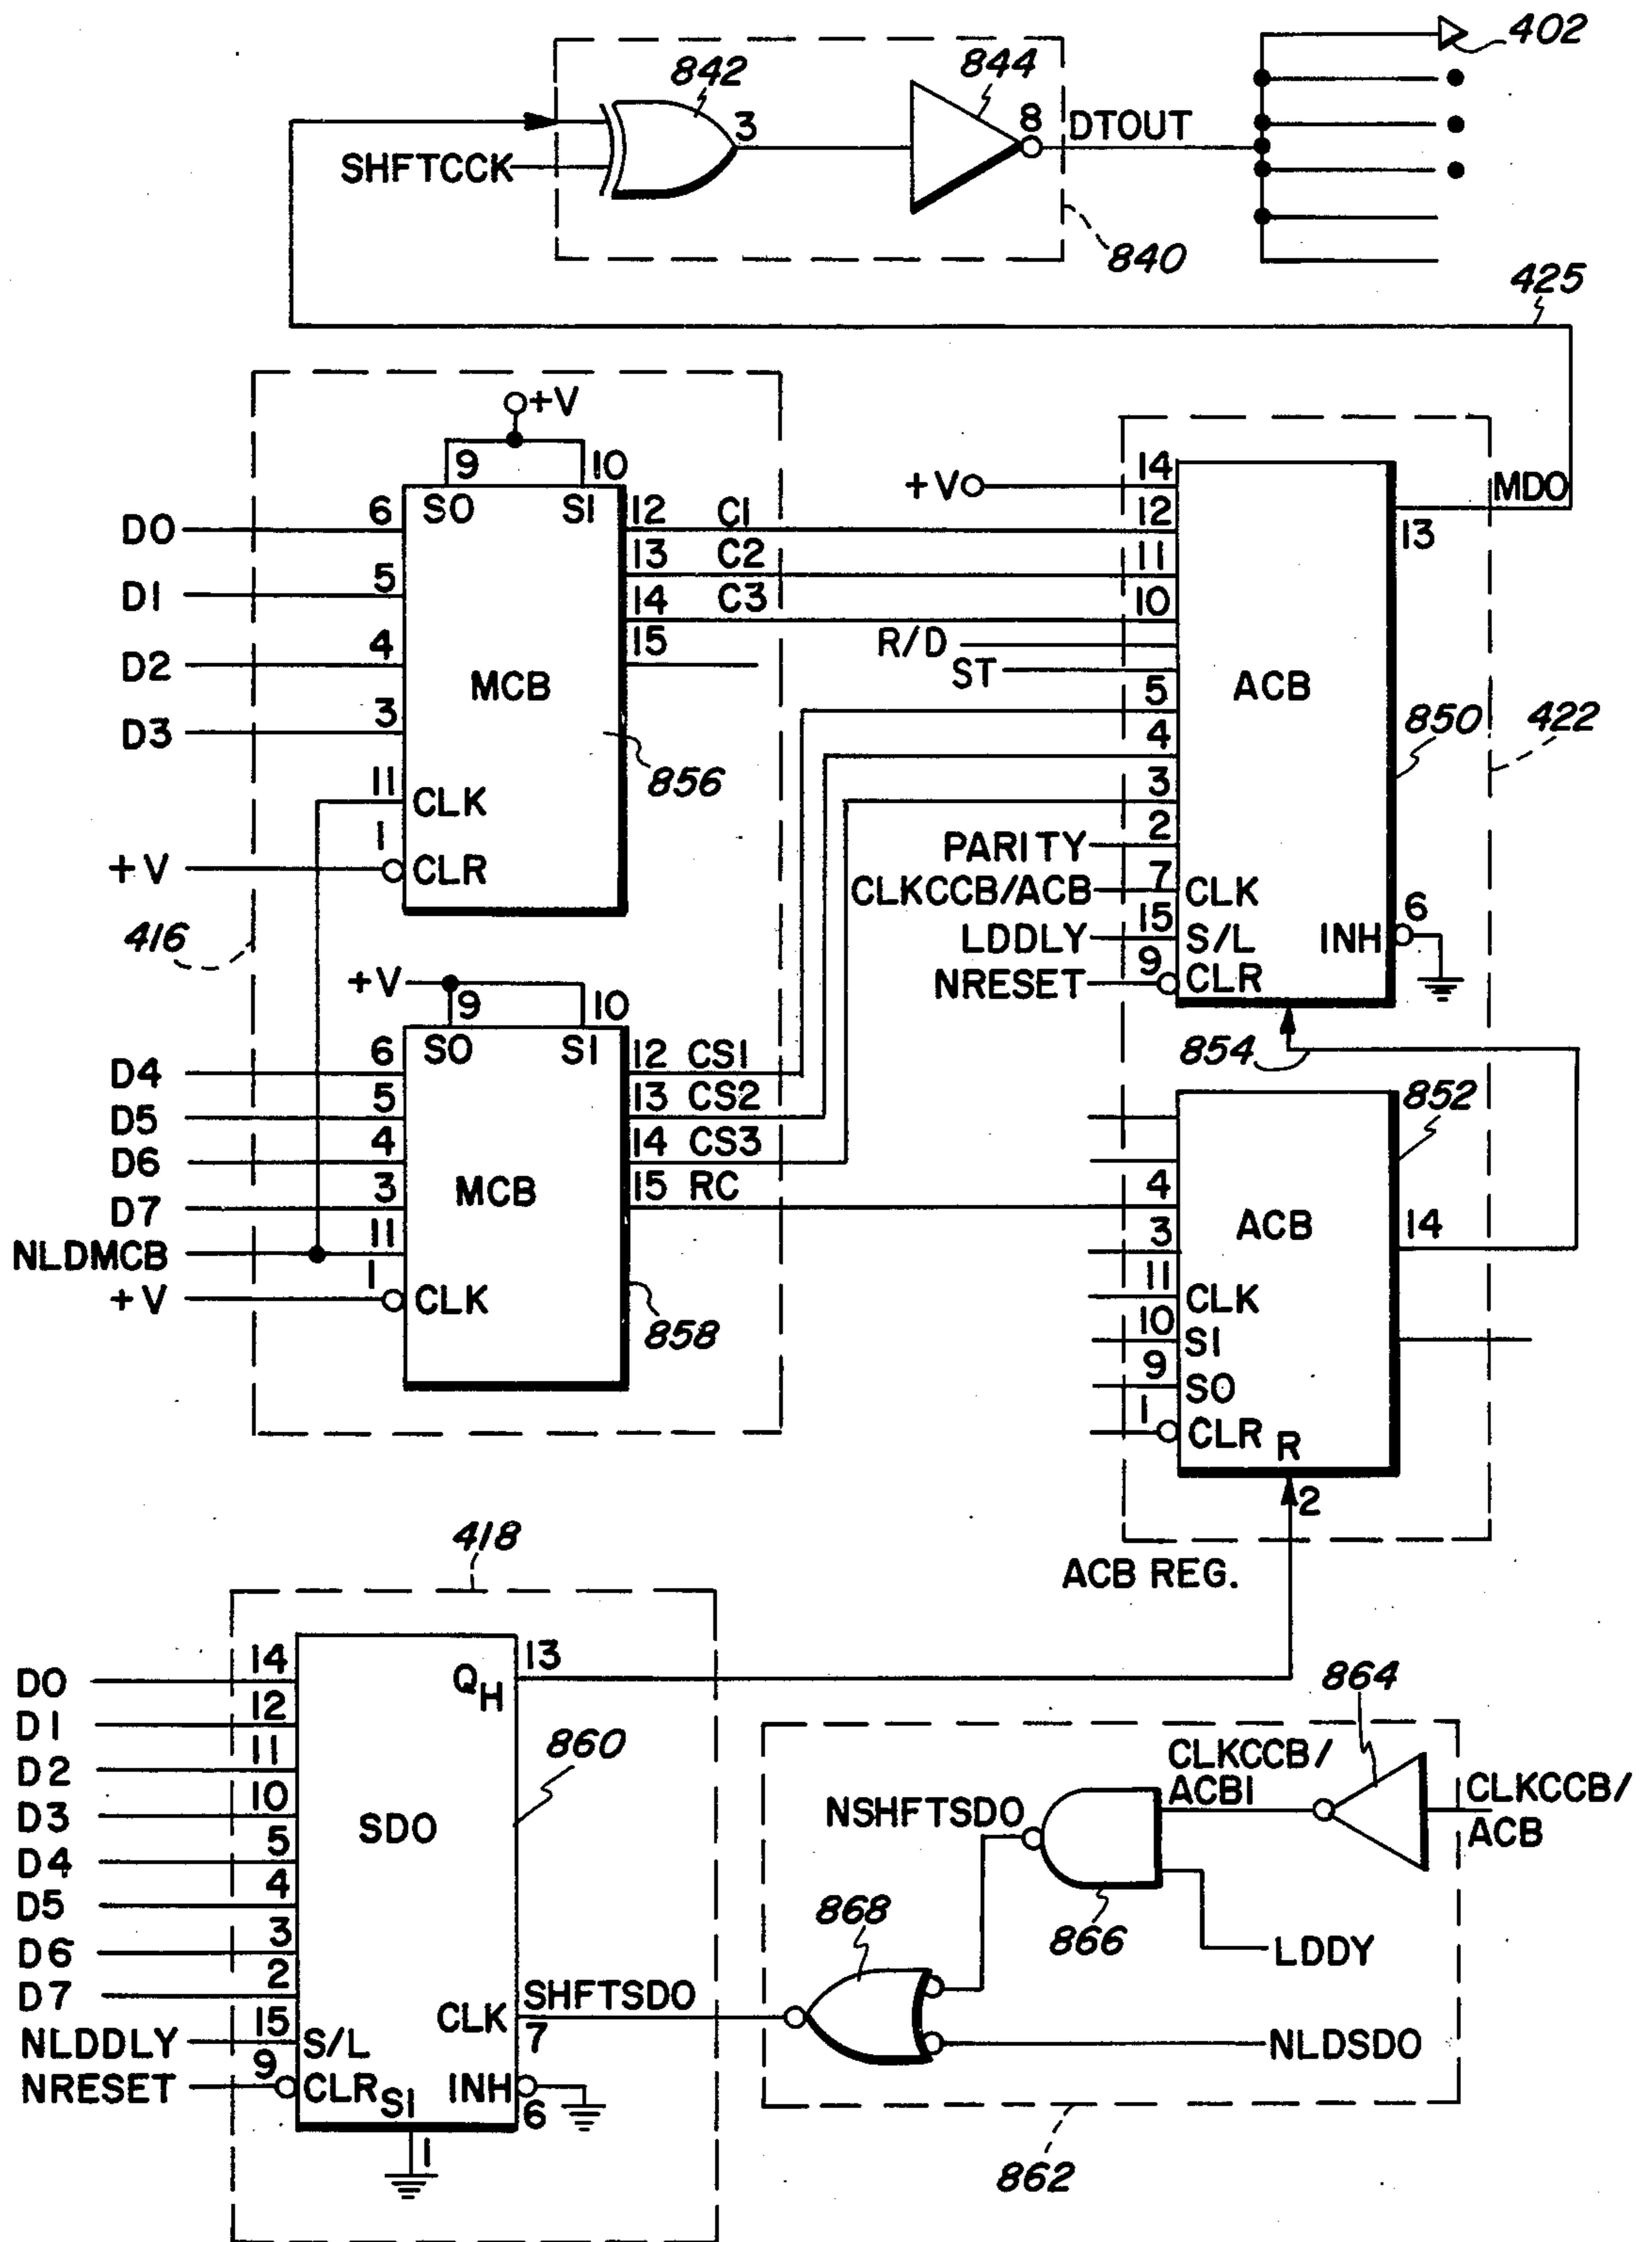 402
842
844
3
8
DTOUT
SHFTCCK
840
425
+V
9
10
SO
SI
+V
14
MDO
D0
6
12
C1
12
13
5
13
C2
11
D1
14
C3
10
4
15
R/D
D2
MCB
ST
ACB
5
3
850
422
D3
4
856
11
CLK
3
1
2
PARITY
+V
CLR
7
CLKCCB/ACB
CLK
6
416
15
LDDLY
S/L
INH
+V
9
NRESET
CLR
9
10
SO
SI
854
6
12
CS1
D4
852
5
13
CS2
D5
4
14
CS3
D6
3
15
RC
4
MCB
D7
11
3
ACB
14
NLDMCB
1
11
+V
CLK
CLK
858
10
SI
9
SO
1
CLR
R
2
418
ACB REG.
14
13
864
D0
QH
12
D1
11
860
D2
CLKCCB/
ACBI
CLKCCB/
ACB
10
NSHFTSDO
D3
SDO
5
D4
4
868
D5
866
3
D6
LDDY
2
D7
SHFTSDO
15
CLK
7
NLDDLY
S/L
NLDSDO
9
NRESET
CLR
SI
INH
6
1
862